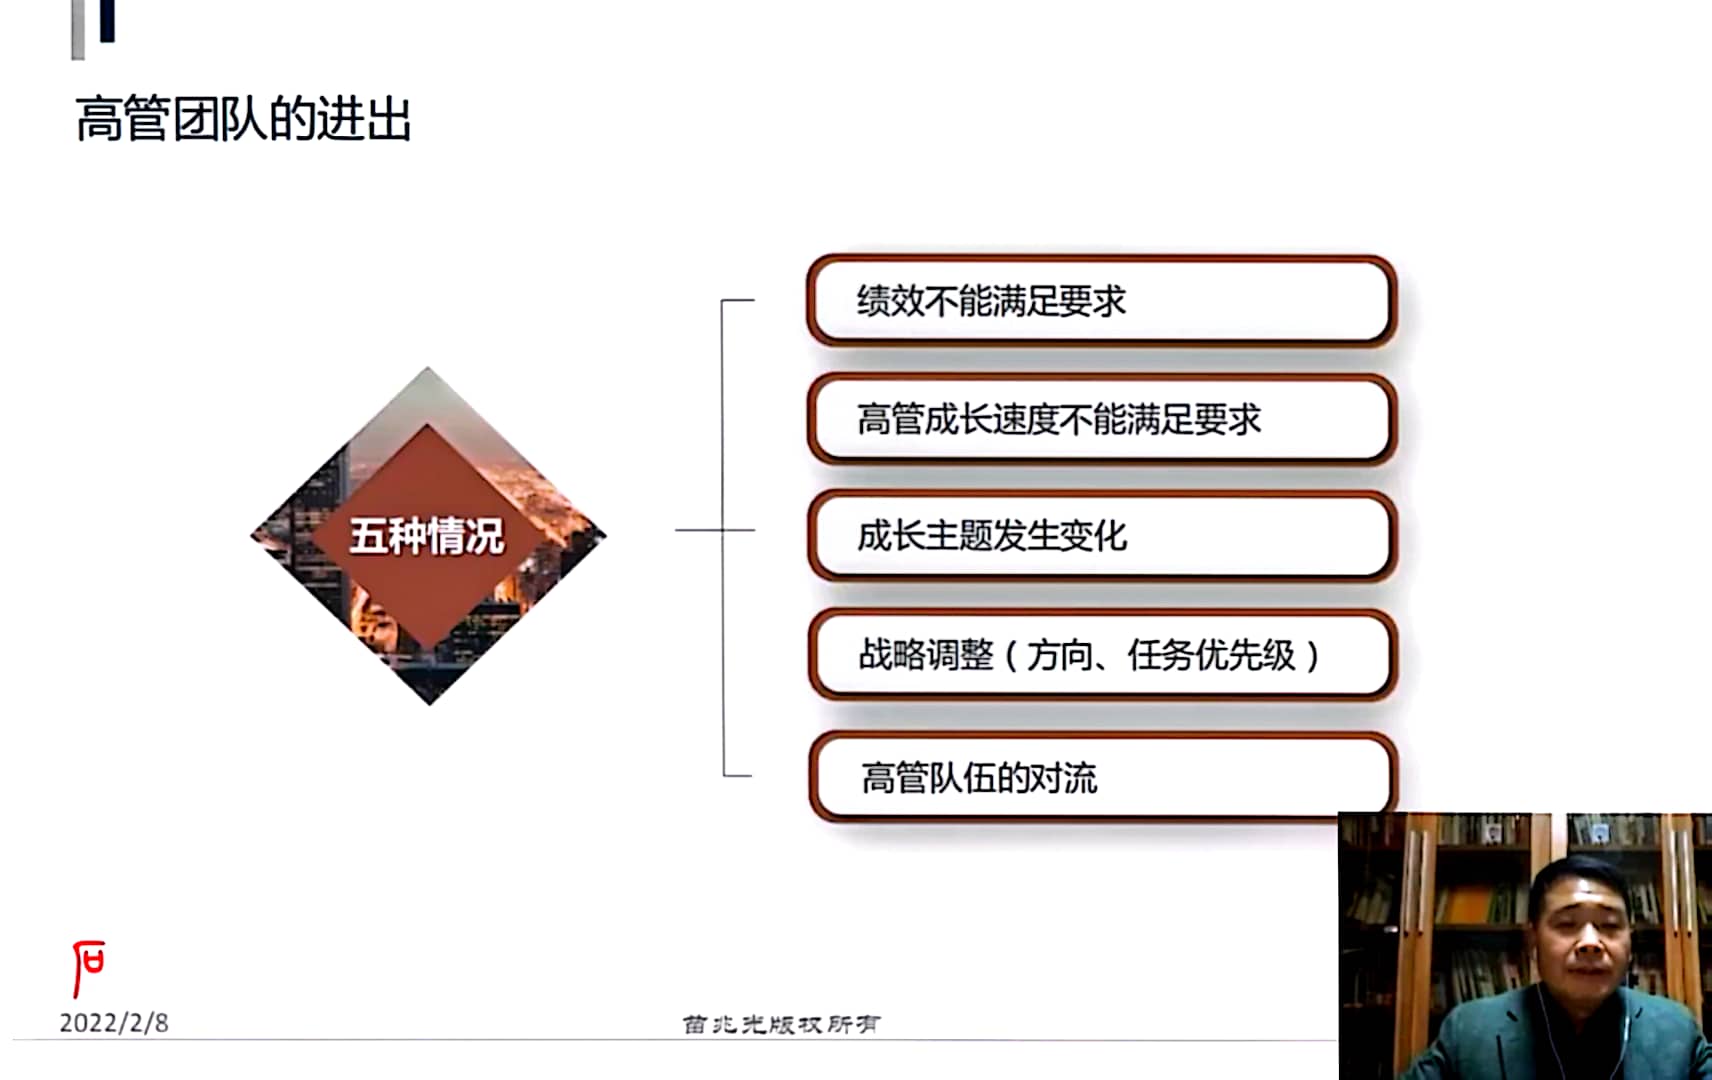 高管团队的进出
绩效不能满足要求
高管成长速度不能满足要求
五种情况
成长主题发生变化
战略调整（方向、任务优先级）
高管队伍的对流
2022/2/8
苗兆光版权所有